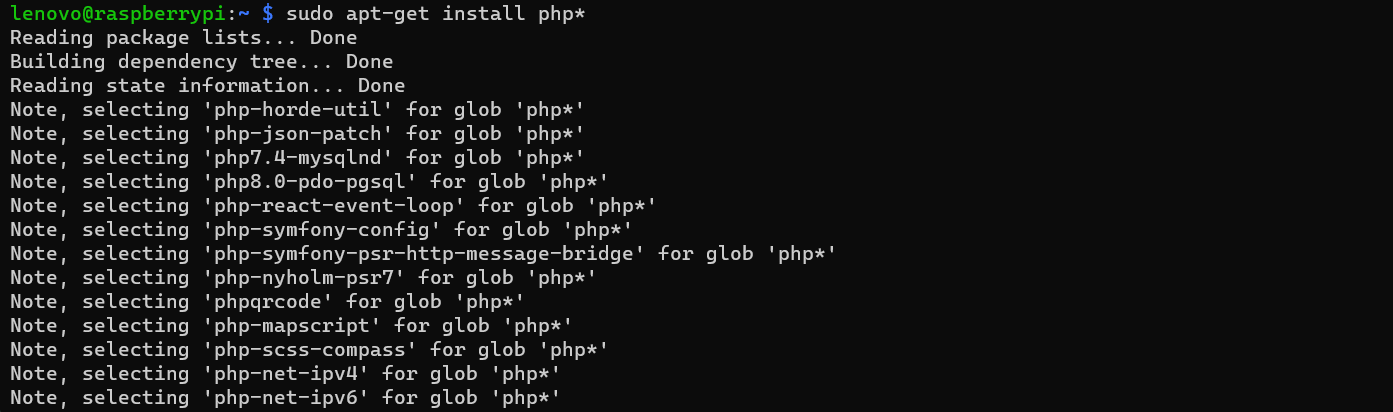 lenovo@raspberrypi:~ $ sudo apt-get install php*
Reading package lists... Done
Building dependency tree... Done
Reading state information... Done
Note, selecting 'php-horde-util' for glob 'php*'
Note, selecting 'php-json-patch' for glob 'php*'
Note, selecting 'php7.4-mysqlnd' for glob 'php*'
Note, selecting 'php8.0-pdo-pgsql' for glob 'php*'
Note, selecting 'php-react-event-loop' for glob 'php*'
Note, selecting 'php-symfony-config' for glob 'php*'
Note, selecting 'php-symfony-psr-http-message-bridge' for glob 'php*'
Note, selecting 'php-nyholm-psr7' for glob 'php*'
Note, selecting 'phpqrcode' for glob 'php*'
Note, selecting 'php-mapscript' for glob 'php*'
Note, selecting 'php-scss-compass' for glob 'php*'
Note, selecting 'php-net-ipv4' for glob 'php*'
Note, selecting 'php-net-ipv6' for glob 'php*'